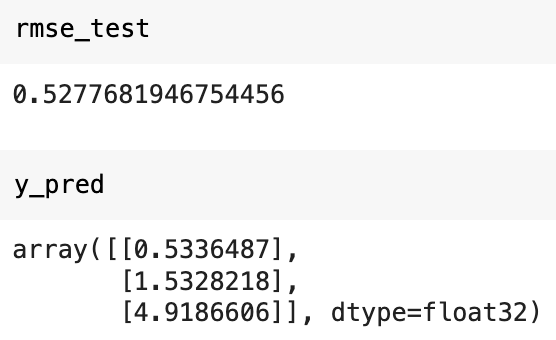 rmse_test
0.5277681946754456
y_pred
array([[0.5336487],
       [1.5328218],
       [4.9186606]], dtype=float32)